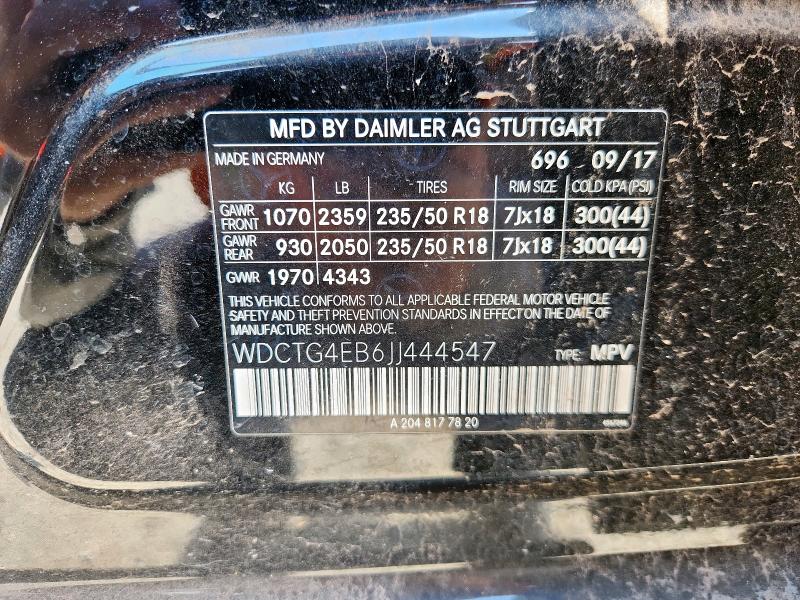 MFD BY DAIMLER AG STUTTGART
MADE IN GERMANY 696 09/17
KG LB TIRES RIM SIZE COLD KPA (PSI)
GAWR FRONT 1070 2359 235/50 R18 7Jx18 300(44)
GAWR REAR 930 2050 235/50 R18 7Jx18 300(44)
GVWR 1970 4343
THIS VEHICLE CONFORMS TO ALL APPLICABLE FEDERAL MOTOR VEHICLE
SAFETY AND THEFT PREVENTION STANDARDS IN EFFECT ON THE DATE OF
MANUFACTURE SHOWN ABOVE.
WDCTG4EB6JJ444547 TYPE: MPV
A 204 817 78 20